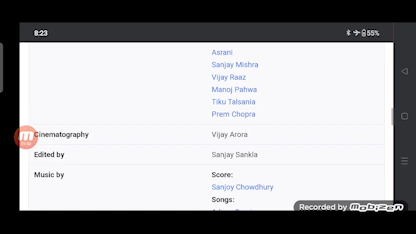 8:23
55%
Asrani
Sanjay Mishra
Vijay Raaz
Manoj Pahwa
Tiku Talsania
Prem Chopra
Cinematography Vijay Arora
Edited by Sanjay Sankla
Music by Score:
Sanjoy Chowdhury
Songs:
Recorded by Mobizen